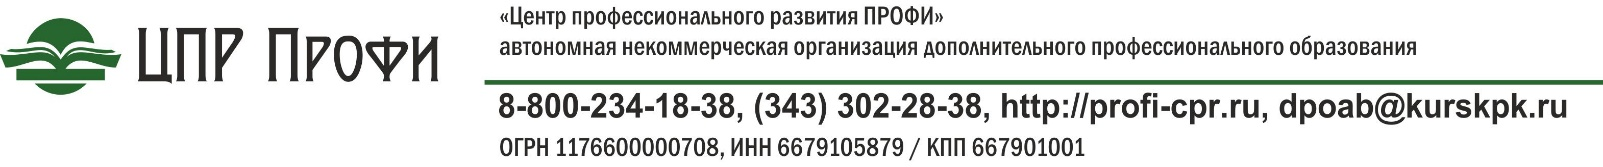 ЦПР ПРОФИ
«Центр профессионального развития ПРОФИ»
автономная некоммерческая организация дополнительного профессионального образования
8-800-234-18-38, (343) 302-28-38, http://profi-cpr.ru, dpoab@kurskpk.ru
ОГРН 1176600000708, ИНН 6679105879 / КПП 667901001